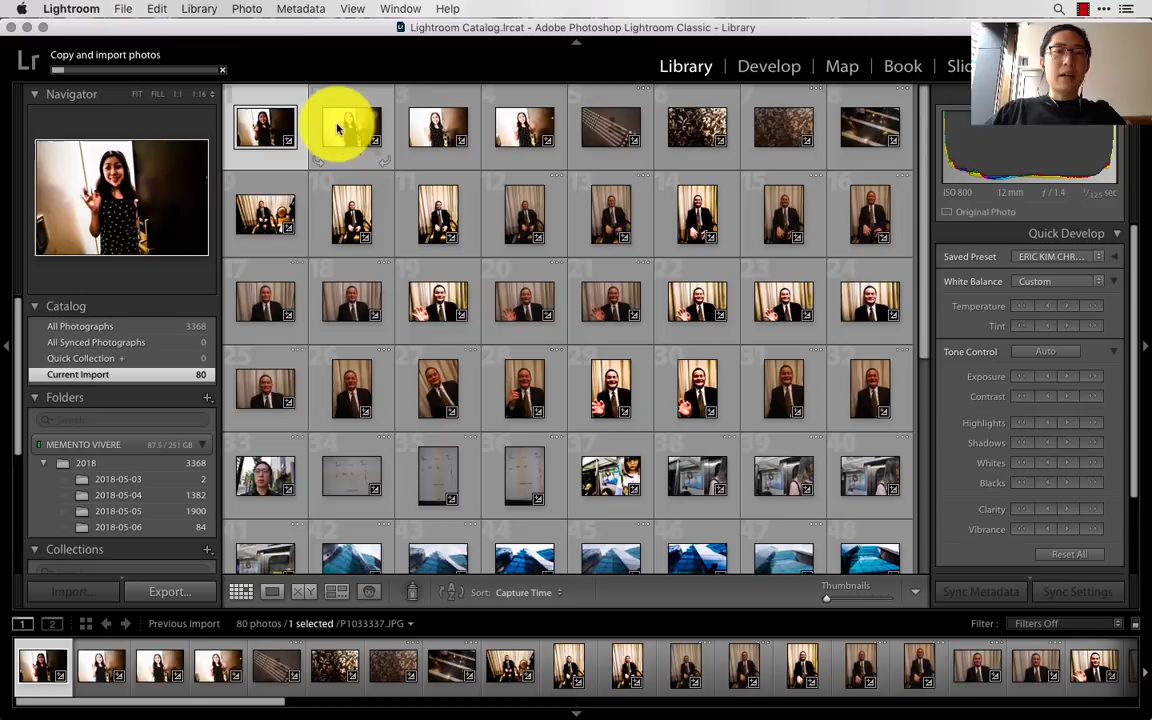 Lightroom File Edit Library Photo Metadata View Window Help
Lightroom Catalog.lrcat - Adobe Photoshop Lightroom Classic - Library
Lr Copy and import photos
Library Develop Map Book
Navigator FIT FILL 1:1 1:16
ISO 800 12 mm ƒ / 1.4 1/125 sec
Original Photo
Quick Develop
Saved Preset ERIC KIM CHR...
White Balance Custom
Temperature
Tint
Tone Control Auto
Exposure
Contrast
Highlights
Shadows
Whites
Blacks
Clarity
Vibrance
Reset All
Catalog
All Photographs 3368
All Synced Photographs 0
Quick Collection + 0
Current Import 80
Folders
Search
MEMENTO VIVERE 87.5 / 251 GB
2018 3368
2018-05-03 2
2018-05-04 1382
2018-05-05 1900
2018-05-06 84
Collections
Import... Export...
Sort: Capture Time
Thumbnails
Sync Metadata Sync Settings
1 2 Previous Import 80 photos / 1 selected / P1033337.JPG
Filter : Filters Off